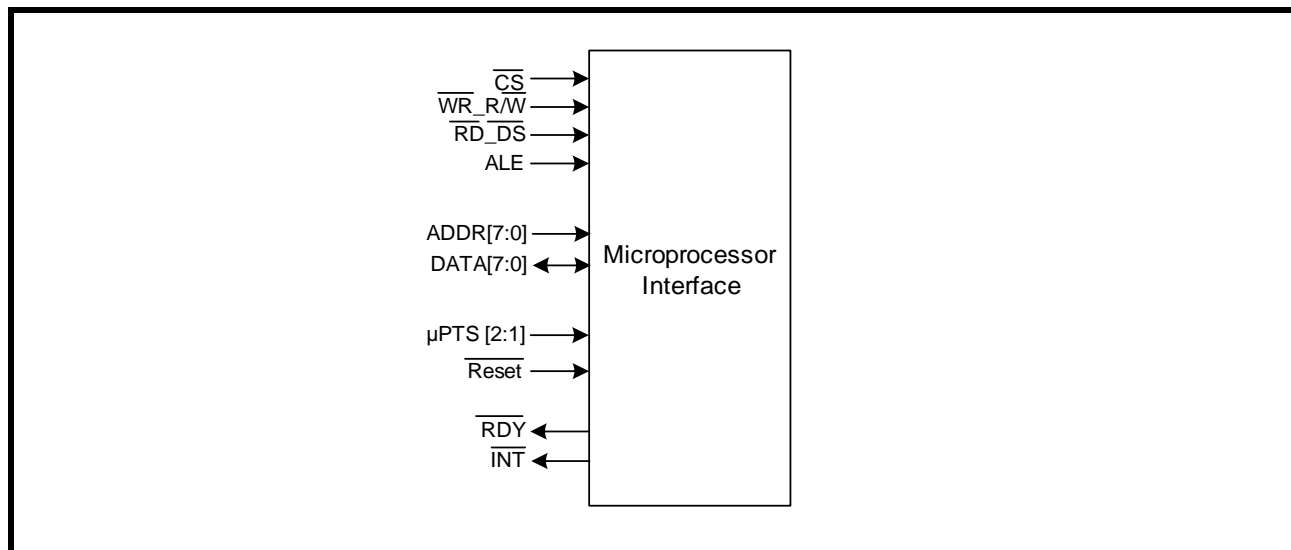 CS
WR_R/W
RD_DS
ALE
ADDR[7:0]
DATA[7:0]
Microprocessor
Interface
µPTS [2:1]
Reset
RDY
INT